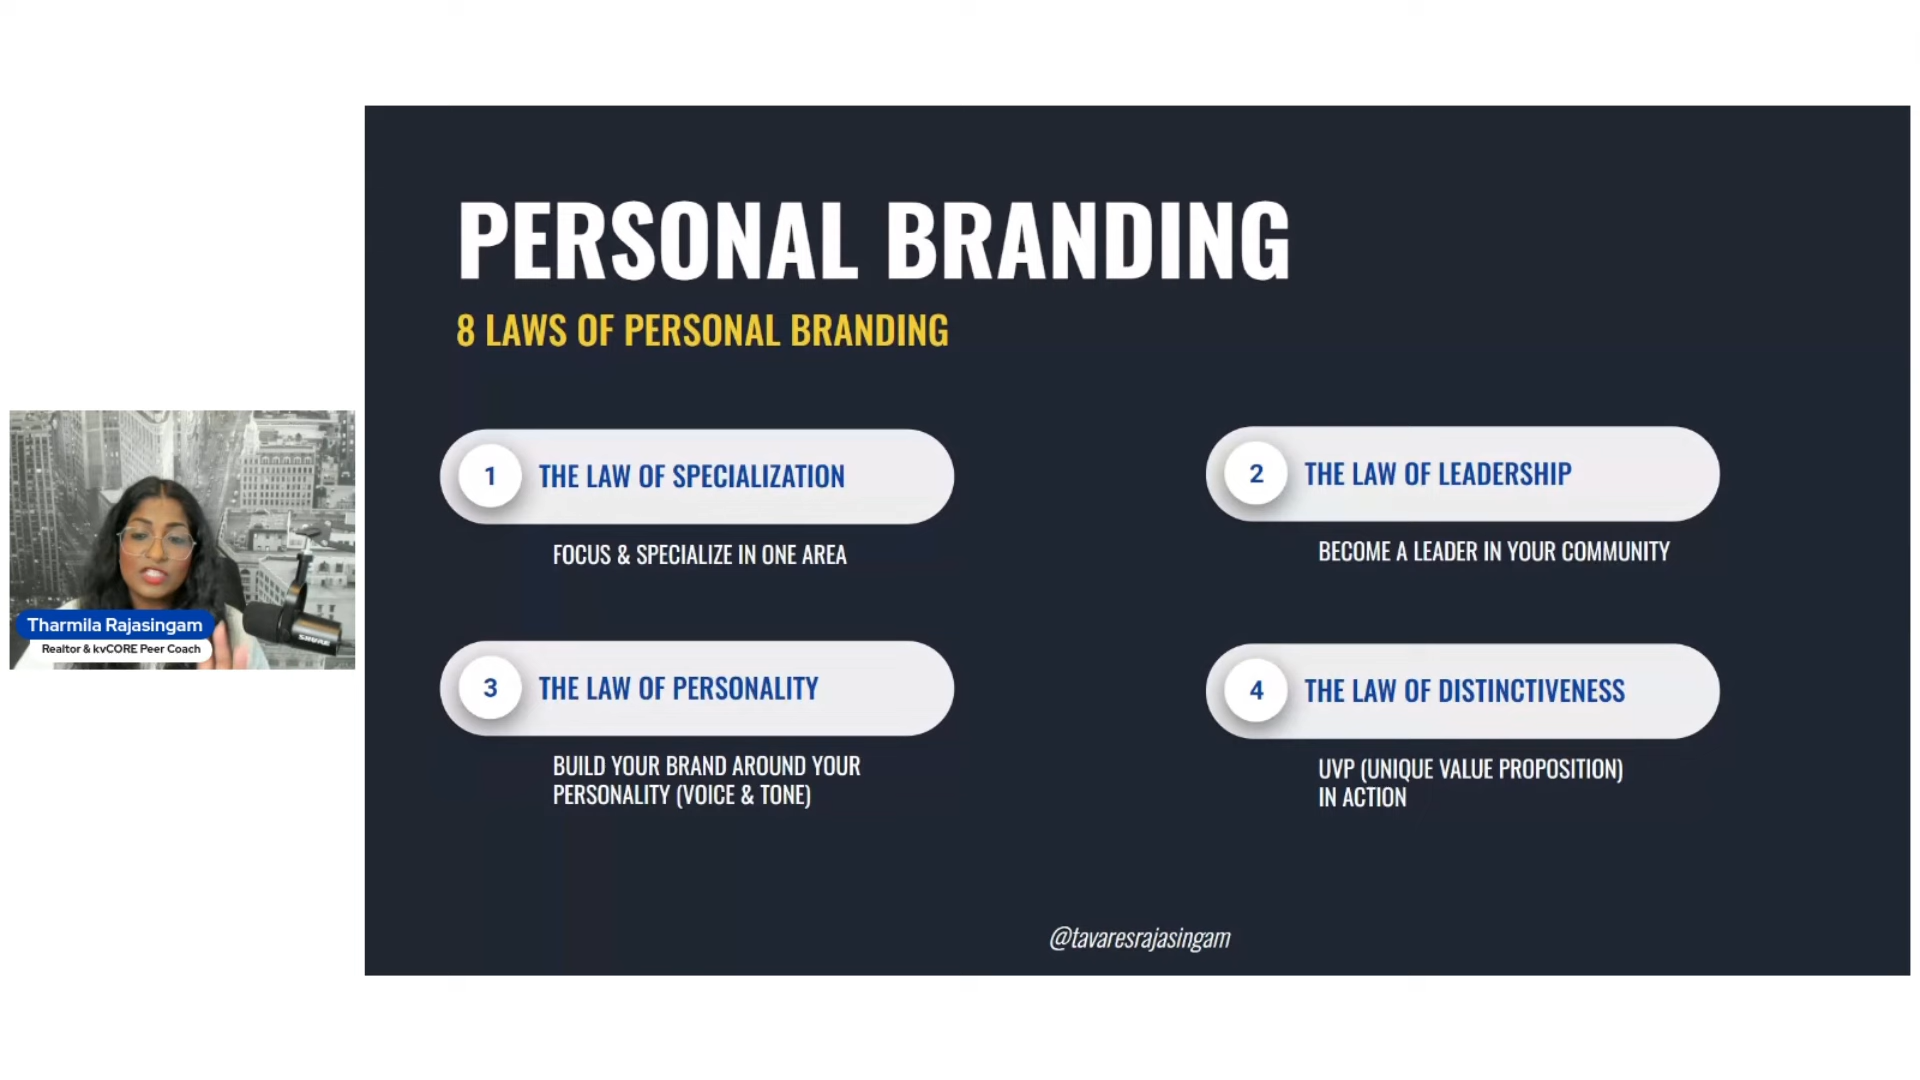 PERSONAL BRANDING
8 LAWS OF PERSONAL BRANDING
1 THE LAW OF SPECIALIZATION
FOCUS & SPECIALIZE IN ONE AREA
2 THE LAW OF LEADERSHIP
BECOME A LEADER IN YOUR COMMUNITY
3 THE LAW OF PERSONALITY
BUILD YOUR BRAND AROUND YOUR
PERSONALITY (VOICE & TONE)
4 THE LAW OF DISTINCTIVENESS
UVP (UNIQUE VALUE PROPOSITION)
IN ACTION
@tavaresrajasingam
Tharmila Rajasingam
Realtor & kvCORE Peer Coach
SHURE